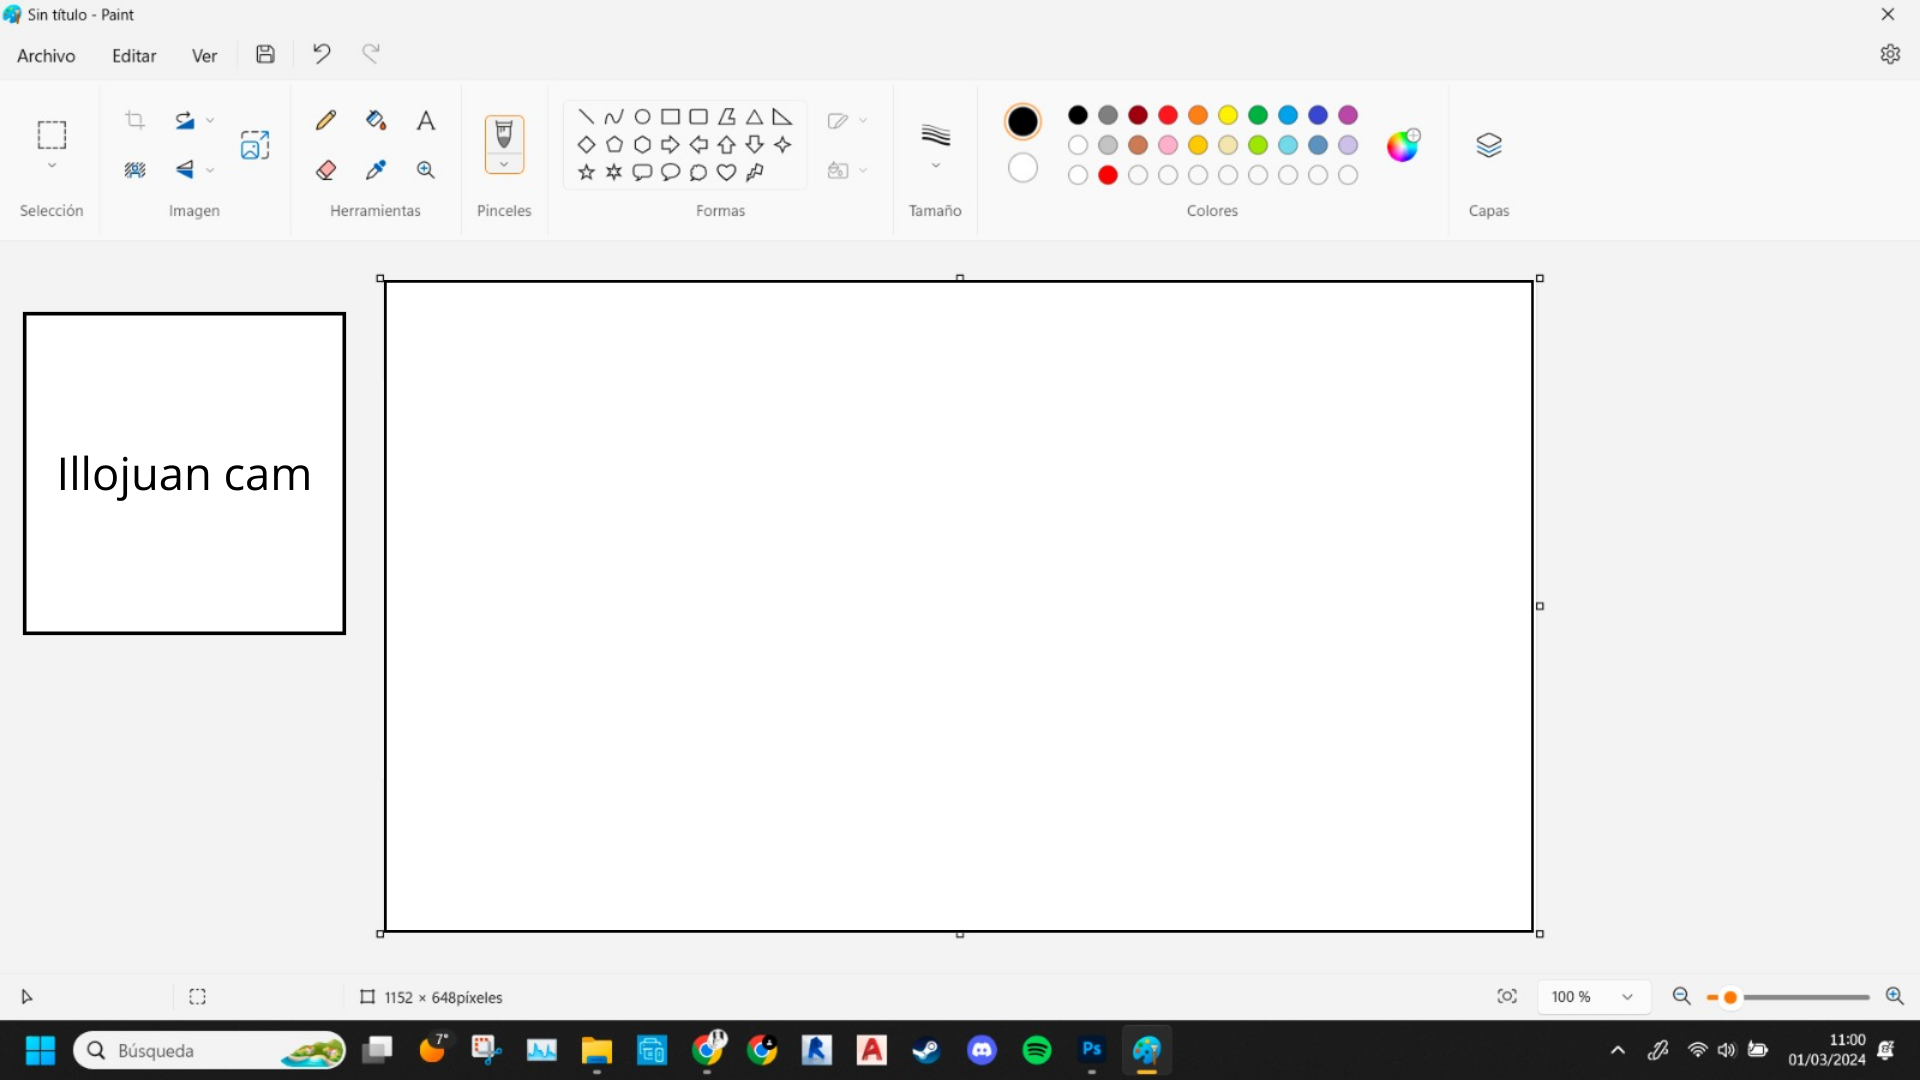 Sin título - Paint
Archivo Editar Ver
Selección Imagen Herramientas Pinceles Formas Tamaño Colores Capas
Illojuan cam
1152 × 648píxeles
100 %
Búsqueda
7°
Ps
11:00
01/03/2024